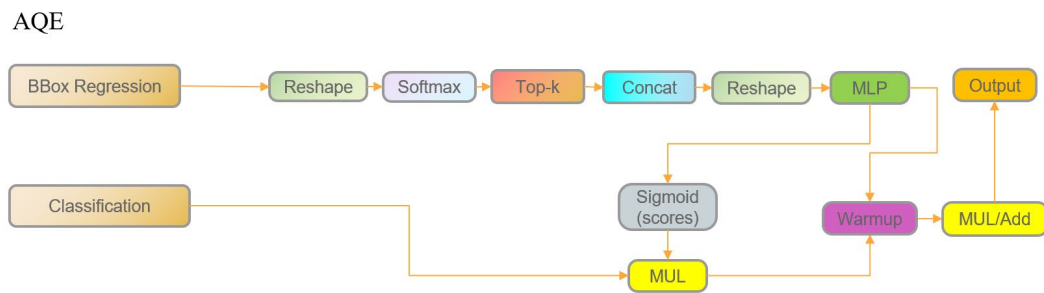 AQE
BBox Regression
Reshape
Softmax
Top-k
Concat
Reshape
MLP
Output
Classification
Sigmoid
(scores)
Warmup
MUL/Add
MUL